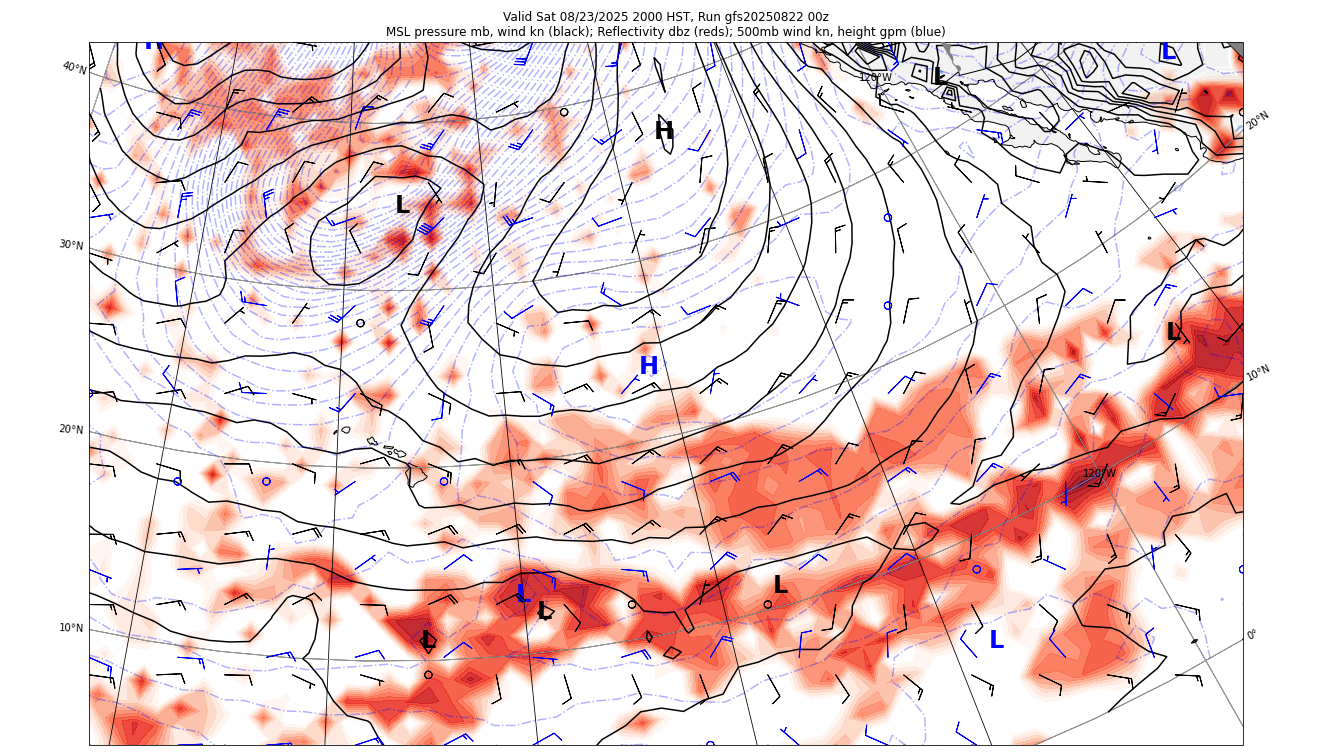 Valid Sat 08/23/2025 2000 HST, Run gfs20250822 00z
MSL pressure mb, wind kn (black); Reflectivity dbz (reds); 500mb wind kn, height gpm (blue)
H
L
40°N
120°W
L
H
20°N
L
30°N
L
H
10°N
20°N
120°W
L
L
L
10°N
L
L
0°